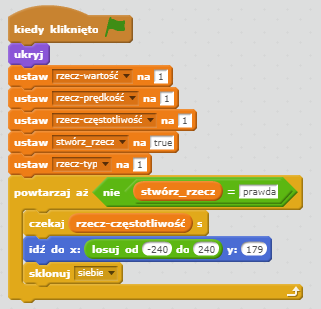 kiedy kliknięto
ukryj
ustaw rzecz-wartość na 1
ustaw rzecz-prędkość na 1
ustaw rzecz-częstotliwość na 1
ustaw stwórz_rzecz na true
ustaw rzecz-typ na 1
powtarzaj aż nie stwórz_rzecz = prawda
czekaj rzecz-częstotliwość s
idź do x: losuj od -240 do 240 y: 179
sklonuj siebie